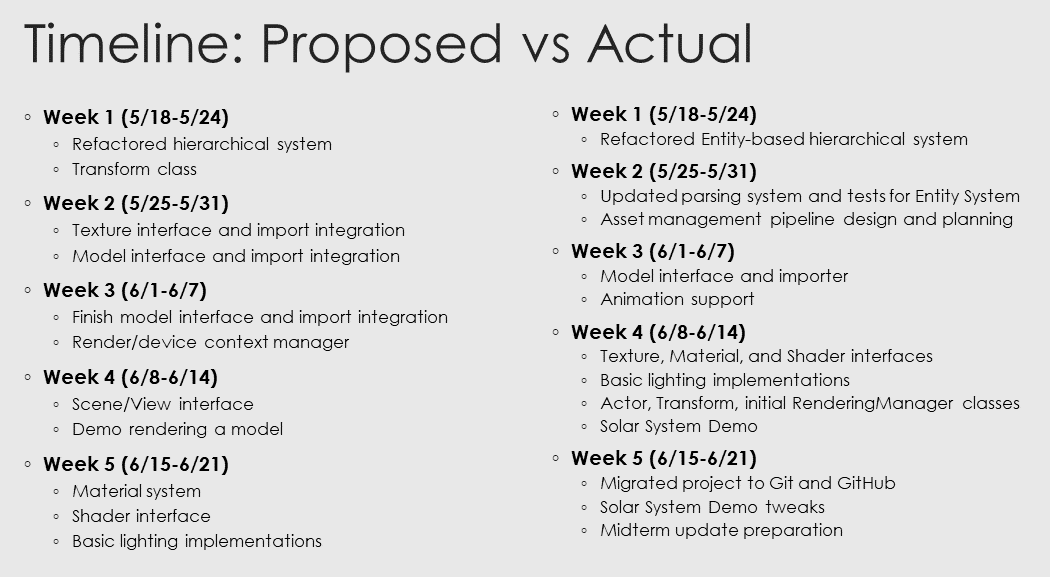 Timeline: Proposed vs Actual
Week 1 (5/18-5/24)
Refactored hierarchical system
Transform class
Week 2 (5/25-5/31)
Texture interface and import integration
Model interface and import integration
Week 3 (6/1-6/7)
Finish model interface and import integration
Render/device context manager
Week 4 (6/8-6/14)
Scene/View interface
Demo rendering a model
Week 5 (6/15-6/21)
Material system
Shader interface
Basic lighting implementations
Week 1 (5/18-5/24)
Refactored Entity-based hierarchical system
Week 2 (5/25-5/31)
Updated parsing system and tests for Entity System
Asset management pipeline design and planning
Week 3 (6/1-6/7)
Model interface and importer
Animation support
Week 4 (6/8-6/14)
Texture, Material, and Shader interfaces
Basic lighting implementations
Actor, Transform, initial RenderingManager classes
Solar System Demo
Week 5 (6/15-6/21)
Migrated project to Git and GitHub
Solar System Demo tweaks
Midterm update preparation